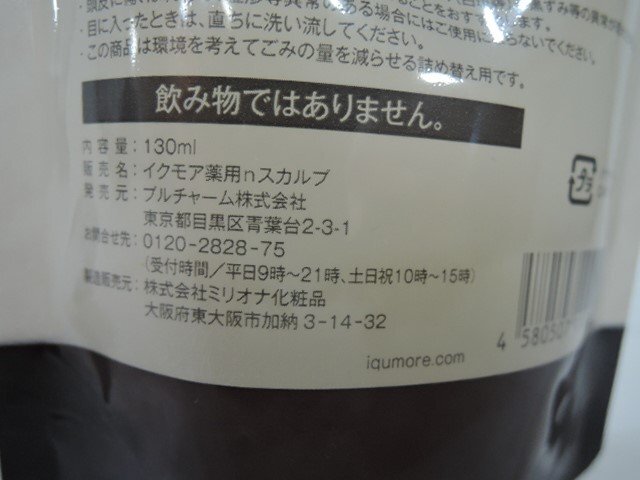 ・目に入ったときは、直ちに洗い流してください。
・この商品は環境を考えてごみの量を減らせる詰め替え用です。
飲み物ではありません。
内容量：130ml
販売名：イクモア薬用nスカルプ
発売元：ブルチャーム株式会社
東京都目黒区青葉台2-3-1
お問合せ先：0120-2828-75
（受付時間／平日9時～21時、土日祝10時～15時）
製造販売元：株式会社ミリオナ化粧品
大阪府東大阪市加納 3-14-32
プラ
iqumore.com
4 58050